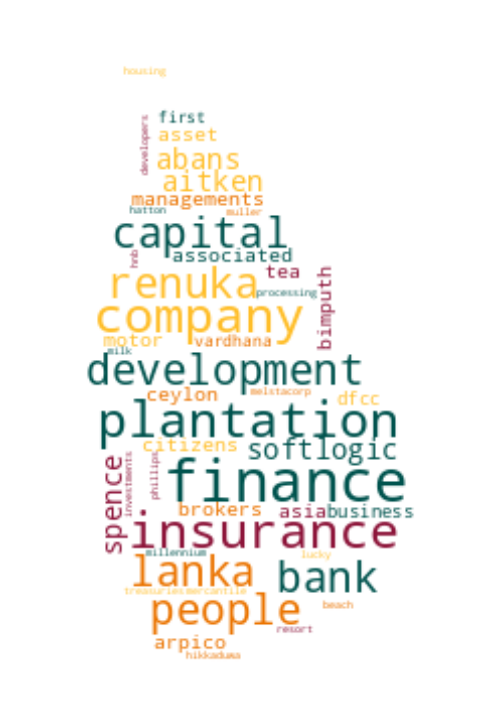 housing
developers
first
asset
abans
aitken
managements
hatton
muller
capital
hnb
associated
tea
bimputh
renuka
processing
company
motor
vardhana
milk
development
ceylon
melstacorp
dfcc
plantation
citizens
softlogic
spence
investments
phillips
finance
brokers
asia
business
insurance
millennium
lucky
lanka
bank
treasuries
mercantile
people
beach
resort
arpico
hikkaduwa